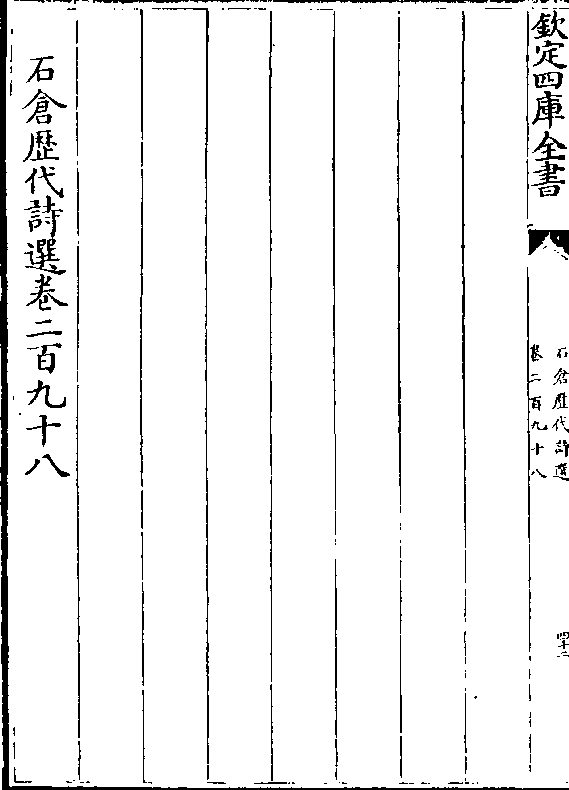 欽定四庫全書
石倉歷代詩選
卷二百九十八
四十二
石倉歷代詩選卷二百九十八